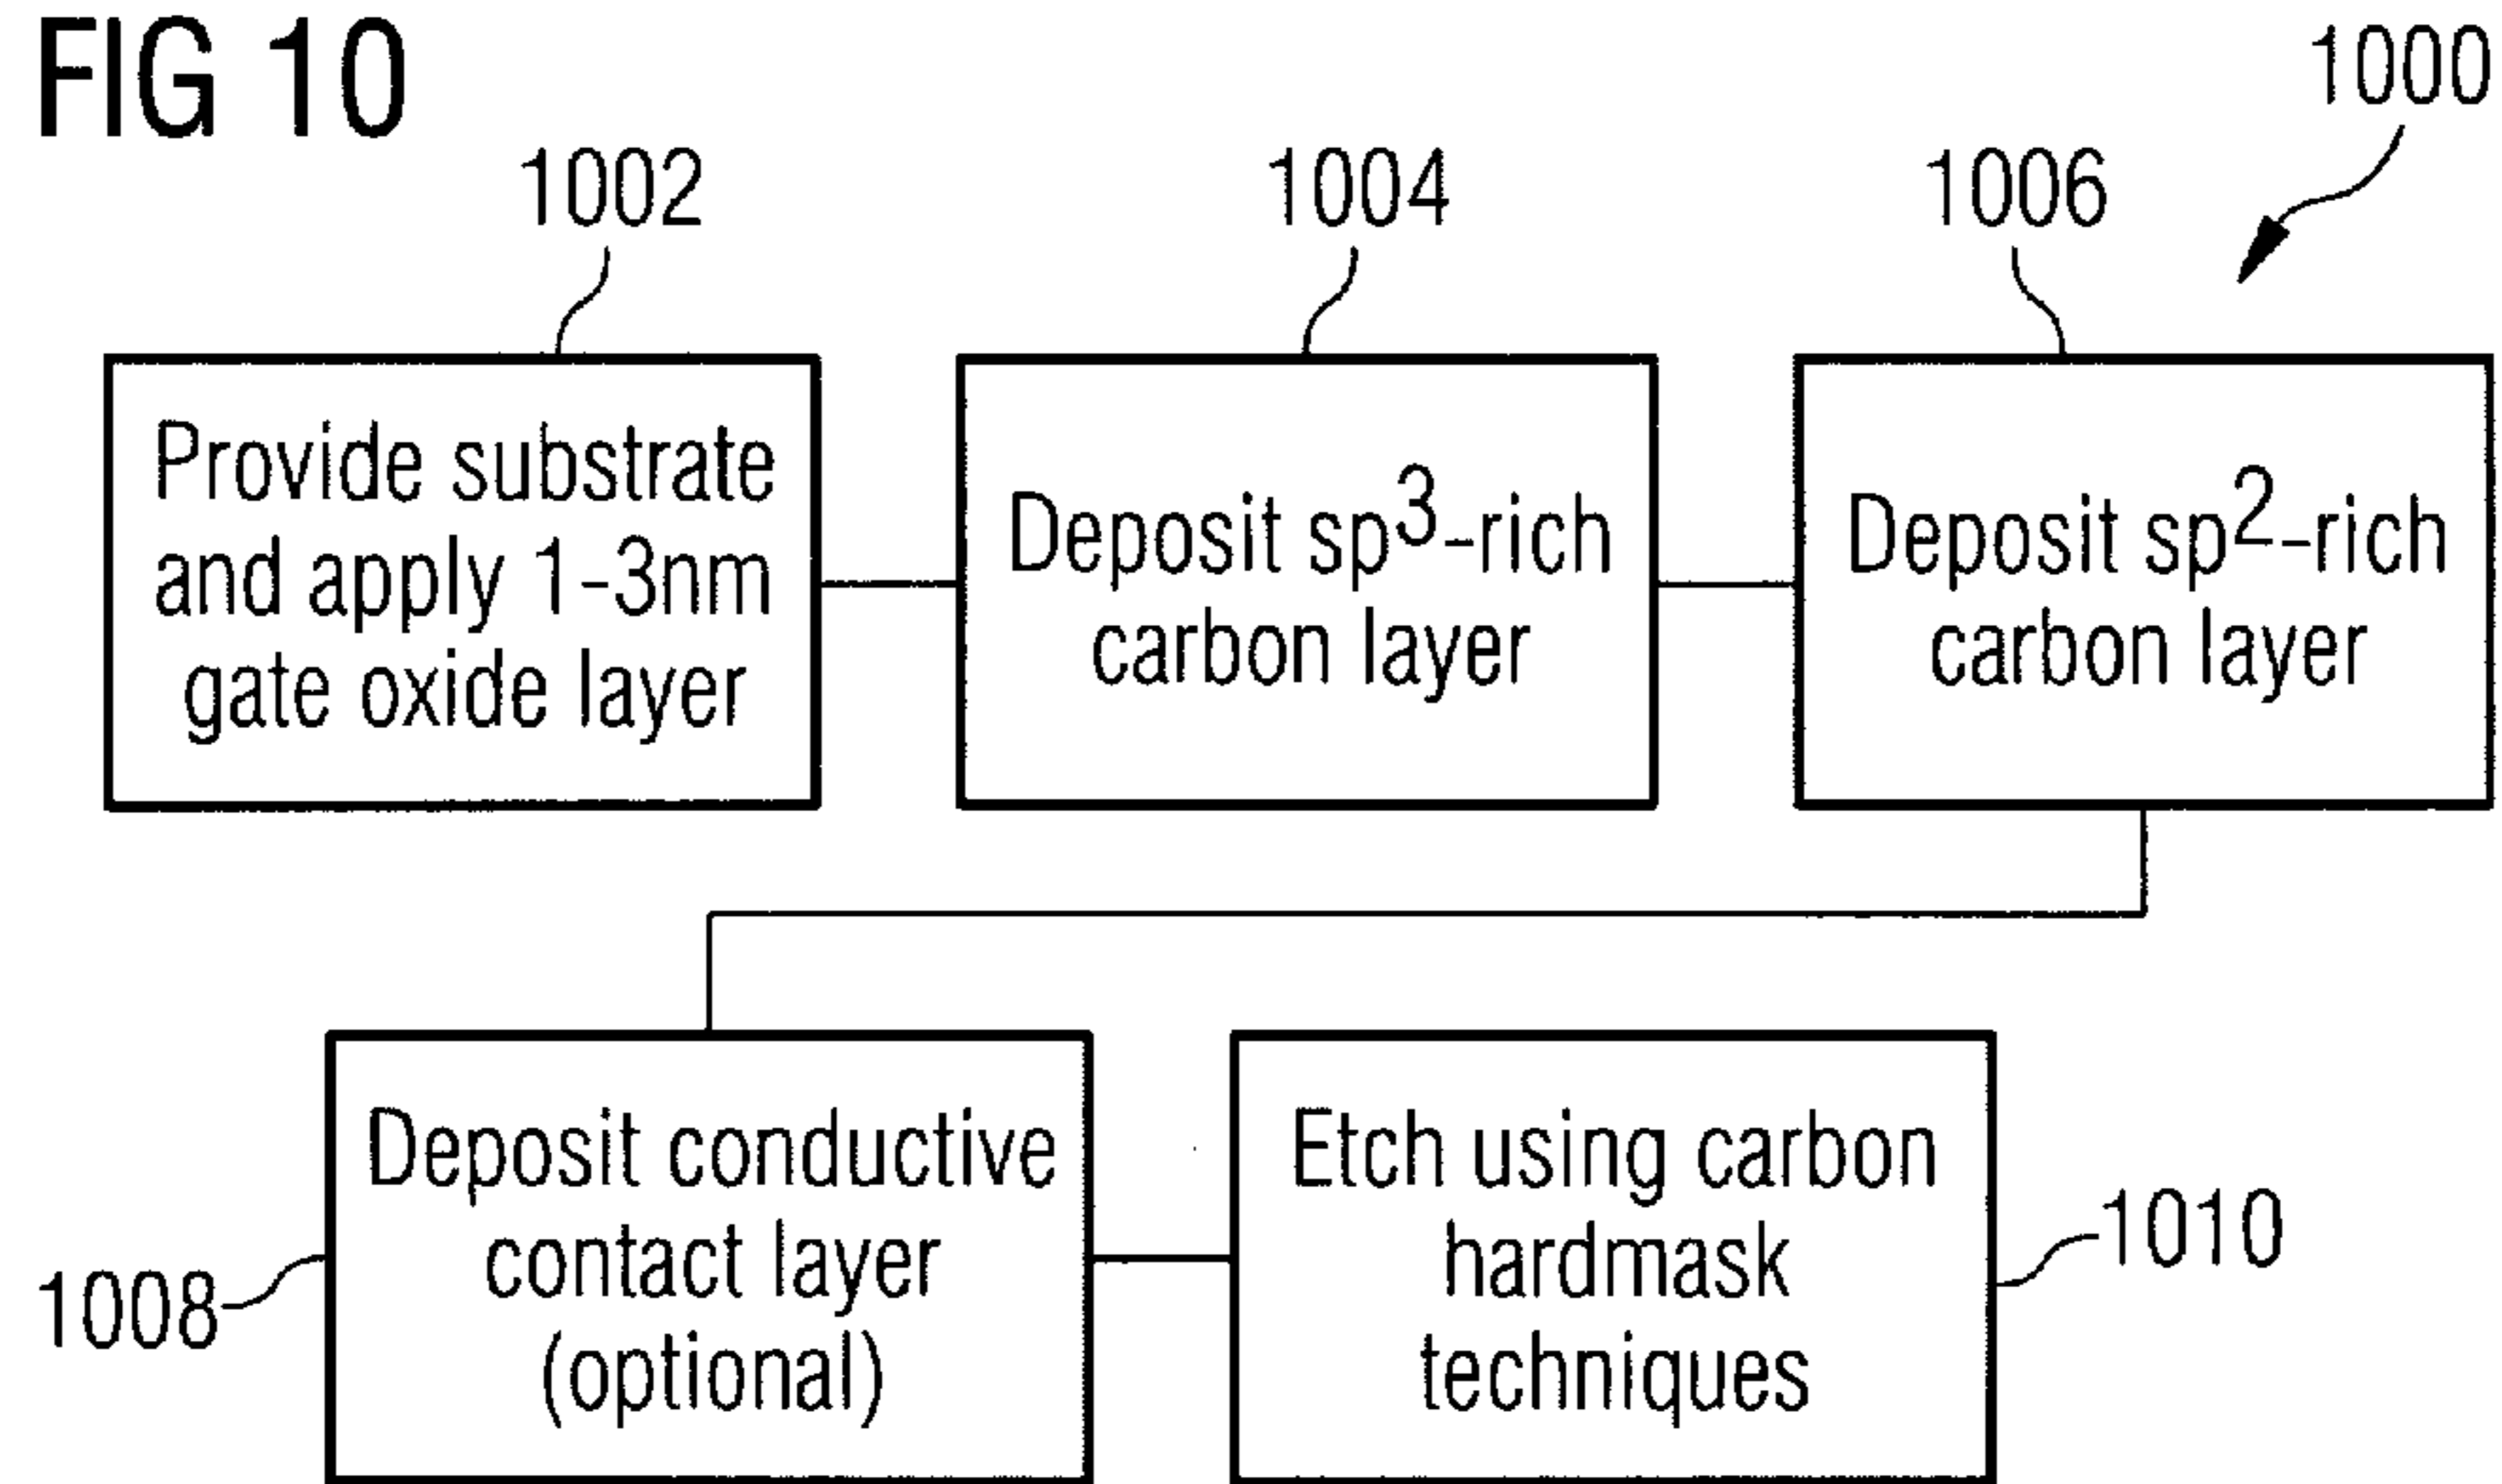 FIG 10
1000
1002
1004
1006
Provide substrate
and apply 1-3nm
gate oxide layer
Deposit sp³-rich
carbon layer
Deposit sp²-rich
carbon layer
Deposit conductive
contact layer
(optional)
1008
Etch using carbon
hardmask
techniques
1010